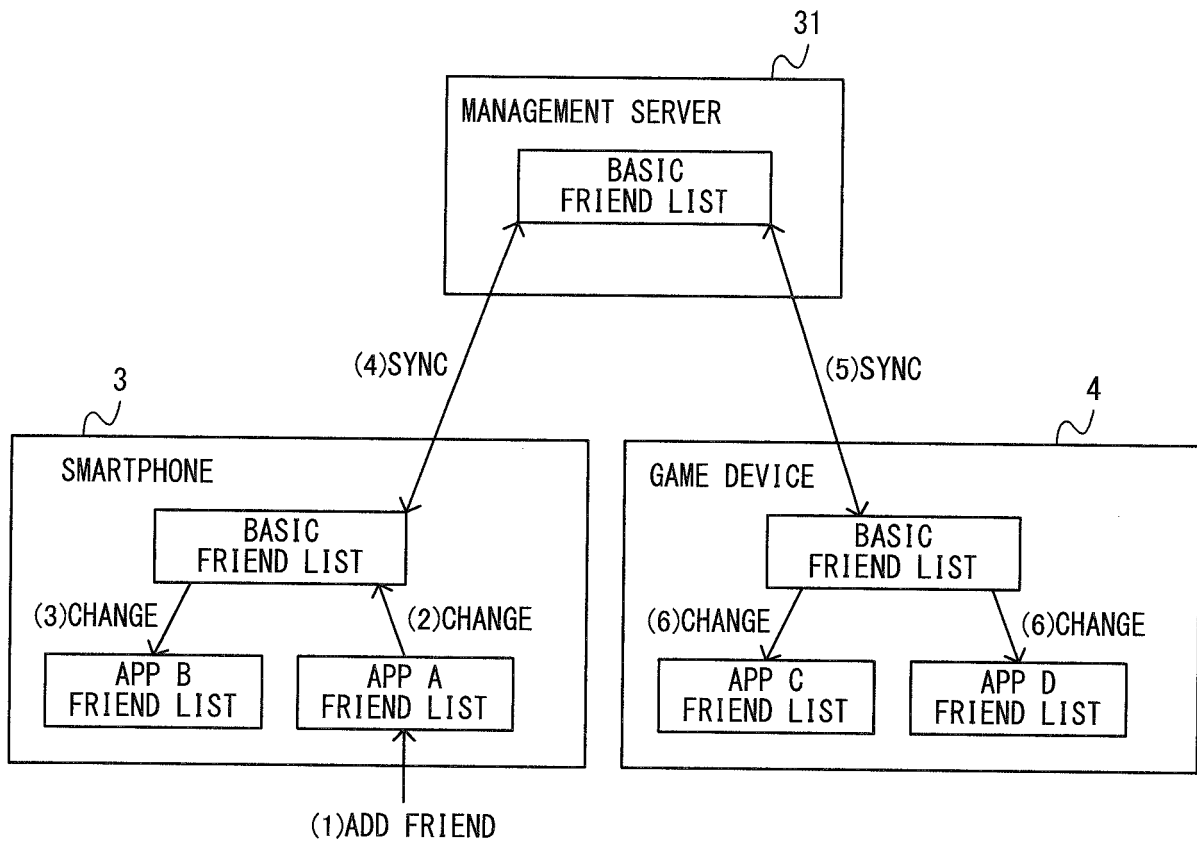 31
MANAGEMENT SERVER
BASIC
FRIEND LIST
(4)SYNC
(5)SYNC
3
4
SMARTPHONE
GAME DEVICE
BASIC
FRIEND LIST
BASIC
FRIEND LIST
(3)CHANGE
(2)CHANGE
(6)CHANGE
(6)CHANGE
APP B
FRIEND LIST
APP A
FRIEND LIST
APP C
FRIEND LIST
APP D
FRIEND LIST
(1)ADD FRIEND